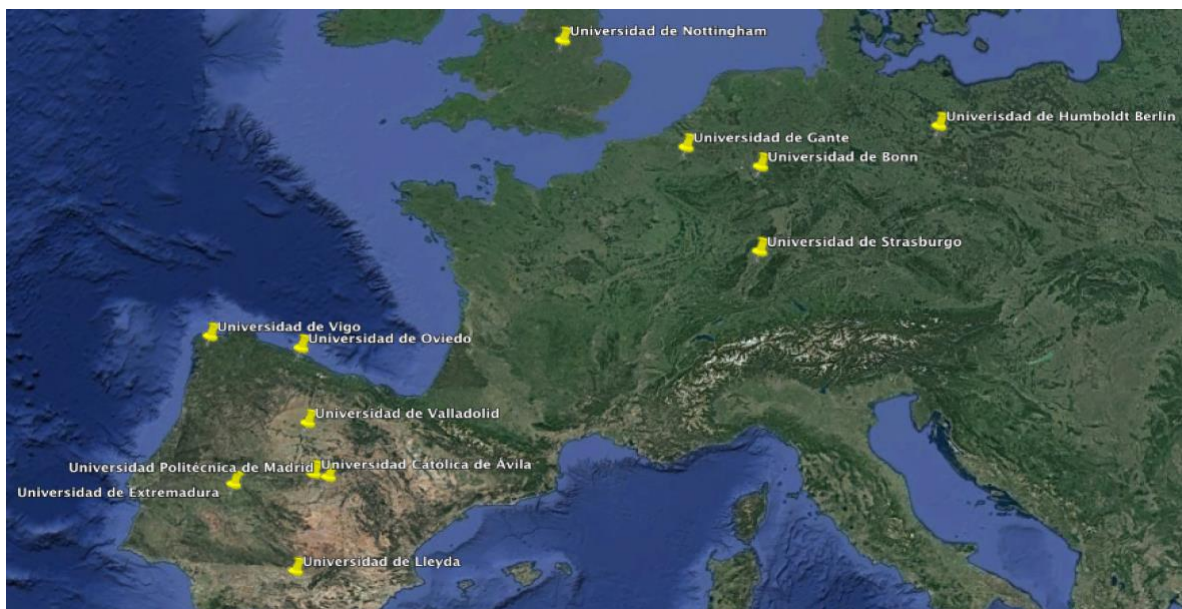 Universidad de Nottingham
Univerisdad de Humboldt Berlín
Universidad de Gante
Universidad de Bonn
Universidad de Strasburgo
Universidad de Vigo
Universidad de Oviedo
Universidad de Valladolid
Universidad Politécnica de Madrid
Universidad Católica de Ávila
Universidad de Extremadura
Universidad de Lleyda